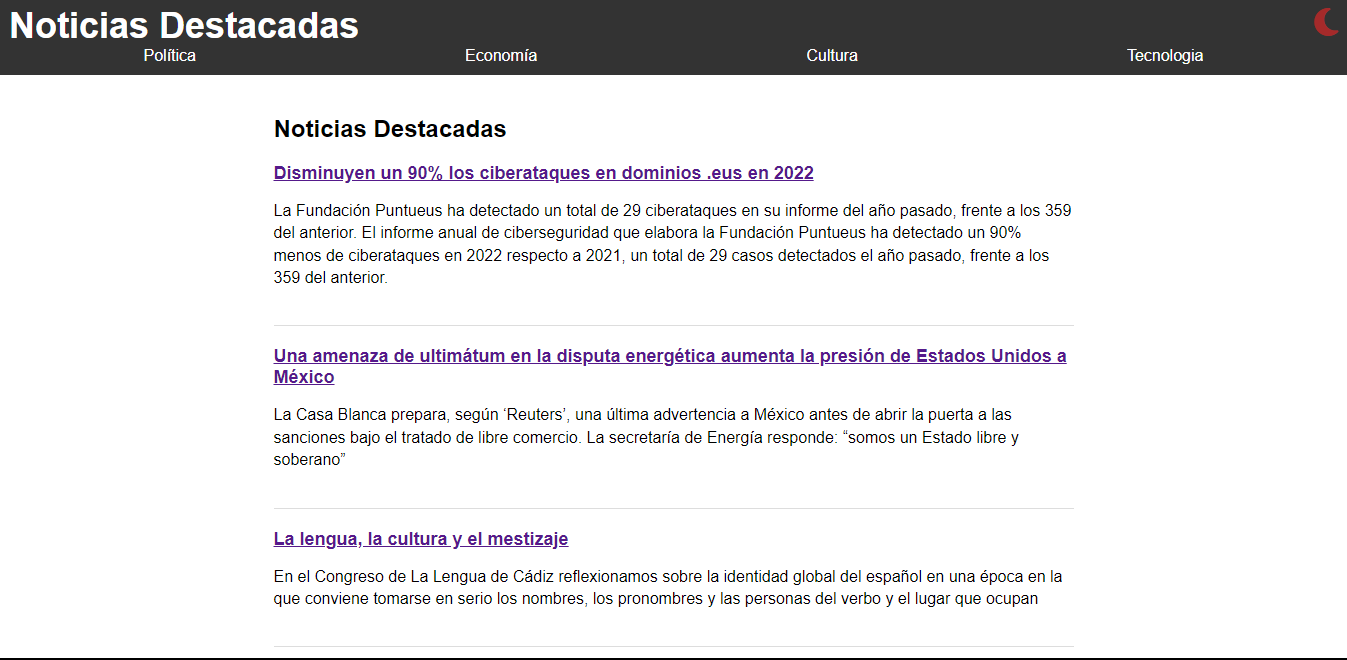 Noticias Destacadas
Política
Economía
Cultura
Tecnologia
Noticias Destacadas
Disminuyen un 90% los ciberataques en dominios .eus en 2022
La Fundación Puntueus ha detectado un total de 29 ciberataques en su informe del año pasado, frente a los 359
del anterior. El informe anual de ciberseguridad que elabora la Fundación Puntueus ha detectado un 90%
menos de ciberataques en 2022 respecto a 2021, un total de 29 casos detectados el año pasado, frente a los
359 del anterior.
Una amenaza de ultimátum en la disputa energética aumenta la presión de Estados Unidos a
México
La Casa Blanca prepara, según ‘Reuters’, una última advertencia a México antes de abrir la puerta a las
sanciones bajo el tratado de libre comercio. La secretaría de Energía responde: “somos un Estado libre y
soberano”
La lengua, la cultura y el mestizaje
En el Congreso de La Lengua de Cádiz reflexionamos sobre la identidad global del español en una época en la
que conviene tomarse en serio los nombres, los pronombres y las personas del verbo y el lugar que ocupan